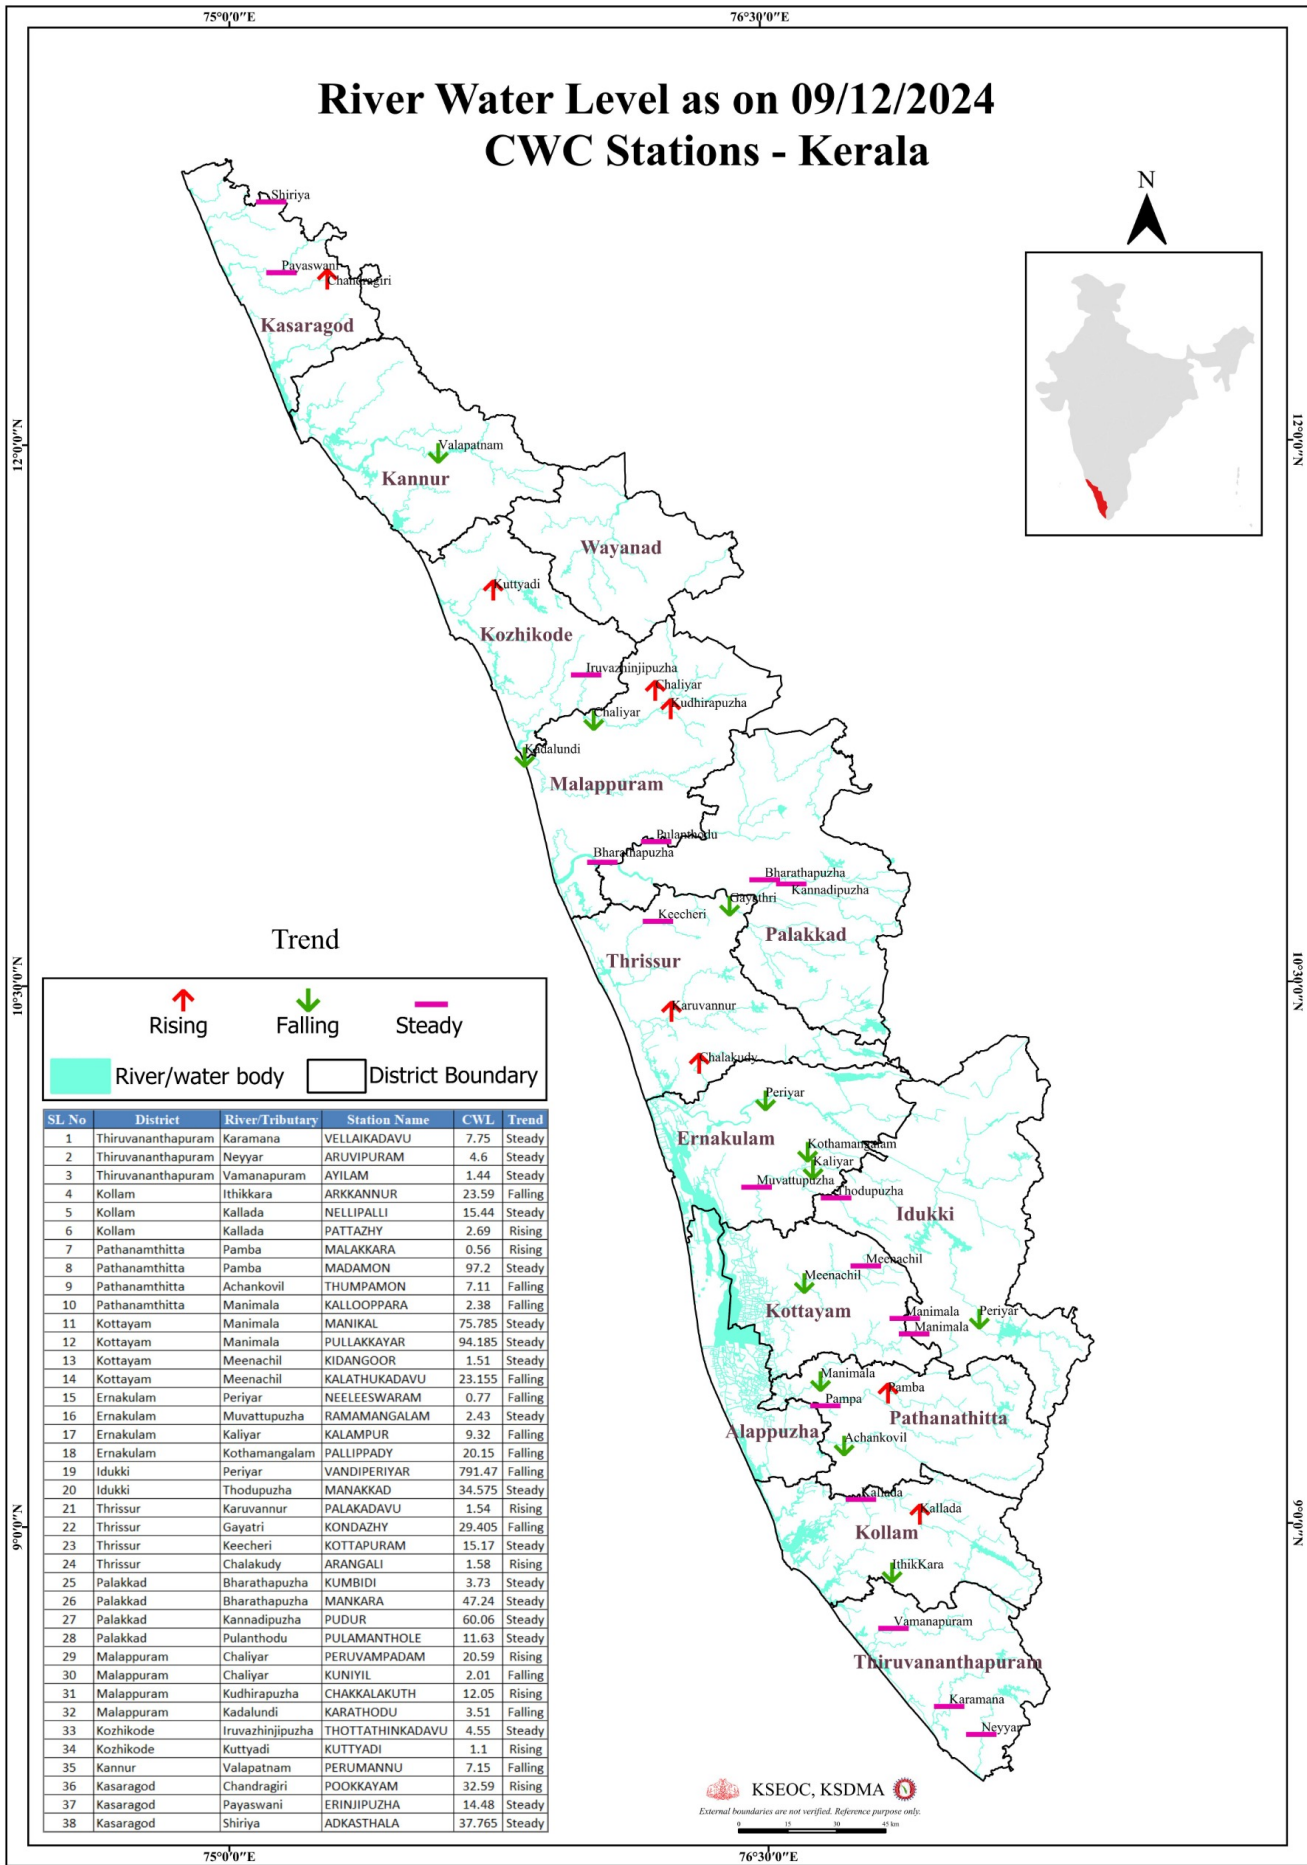 75°0'0"E 76°30'0"E
River Water Level as on 09/12/2024
CWC Stations - Kerala
N
Shiriya
Payaswani
Chandragiri
Kasaragod
12°0'0"N 12°0'0"N
Valapatnam
Kannur
Wayanad
Kuttyadi
Kozhikode
Iruvazhinjipuzha
Chaliyar
Kudhirapuzha
Chaliyar
Kadalundi
Malappuram
Pulanthodu
Bharathapuzha
Bharathapuzha
Kannadipuzha
Gayathri
Keecheri
Palakkad
Thrissur
10°30'0"N 10°30'0"N
Karuvannur
Chalakudy
Periyar
Ernakulam
Kothamangalam
Kaliyar
Muvattupuzha
Thodupuzha
Idukki
Meenachil
Meenachil
Kottayam
Manimala
Periyar
Manimala
Manimala
Pamba
Pampa
Pathanathitta
Alappuzha
Achankovil
Kallada
Kallada
9°0'0"N 9°0'0"N
Kollam
IthikKara
Vamanapuram
Thiruvananthapuram
Karamana
Neyyar
Trend
Rising Falling Steady
River/water body District Boundary
SL No District River/Tributary Station Name CWL Trend
1 Thiruvananthapuram Karamana VELLAIKADAVU 7.75 Steady
2 Thiruvananthapuram Neyyar ARUVIPURAM 4.6 Steady
3 Thiruvananthapuram Vamanapuram AYILAM 1.44 Steady
4 Kollam Ithikkara ARKKANNUR 23.59 Falling
5 Kollam Kallada NELLIPALLI 15.44 Steady
6 Kollam Kallada PATTAZHY 2.69 Rising
7 Pathanamthitta Pamba MALAKKARA 0.56 Rising
8 Pathanamthitta Pamba MADAMON 97.2 Steady
9 Pathanamthitta Achankovil THUMPAMON 7.11 Falling
10 Pathanamthitta Manimala KALLOOPPARA 2.38 Falling
11 Kottayam Manimala MANIKAL 75.785 Steady
12 Kottayam Manimala PULLAKKAYAR 94.185 Steady
13 Kottayam Meenachil KIDANGOOR 1.51 Steady
14 Kottayam Meenachil KALATHUKADAVU 23.155 Falling
15 Ernakulam Periyar NEELEESWARAM 0.77 Falling
16 Ernakulam Muvattupuzha RAMAMANGALAM 2.43 Steady
17 Ernakulam Kaliyar KALAMPUR 9.32 Falling
18 Ernakulam Kothamangalam PALLIPPADY 20.15 Falling
19 Idukki Periyar VANDIPERIYAR 791.47 Falling
20 Idukki Thodupuzha MANAKKAD 34.575 Steady
21 Thrissur Karuvannur PALAKADAVU 1.54 Rising
22 Thrissur Gayatri KONDAZHY 29.405 Falling
23 Thrissur Keecheri KOTTAPURAM 15.17 Steady
24 Thrissur Chalakudy ARANGALI 1.58 Rising
25 Palakkad Bharathapuzha KUMBIDI 3.73 Steady
26 Palakkad Bharathapuzha MANKARA 47.24 Steady
27 Palakkad Kannadipuzha PUDUR 60.06 Steady
28 Palakkad Pulanthodu PULAMANTHOLE 11.63 Steady
29 Malappuram Chaliyar PERUVAMPADAM 20.59 Rising
30 Malappuram Chaliyar KUNIYIL 2.01 Falling
31 Malappuram Kudhirapuzha CHAKKALAKUTH 12.05 Rising
32 Malappuram Kadalundi KARATHODU 3.51 Falling
33 Kozhikode Iruvazhinjipuzha THOTTATHINKADAVU 4.55 Steady
34 Kozhikode Kuttyadi KUTTYADI 1.1 Rising
35 Kannur Valapatnam PERUMANNU 7.15 Falling
36 Kasaragod Chandragiri POOKKAYAM 32.59 Rising
37 Kasaragod Payaswani ERINJIPUZHA 14.48 Steady
38 Kasaragod Shiriya ADKASTHALA 37.765 Steady
KSEOC, KSDMA
External boundaries are not verified. Reference purpose only.
0 15 30 45 km
75°0'0"E 76°30'0"E